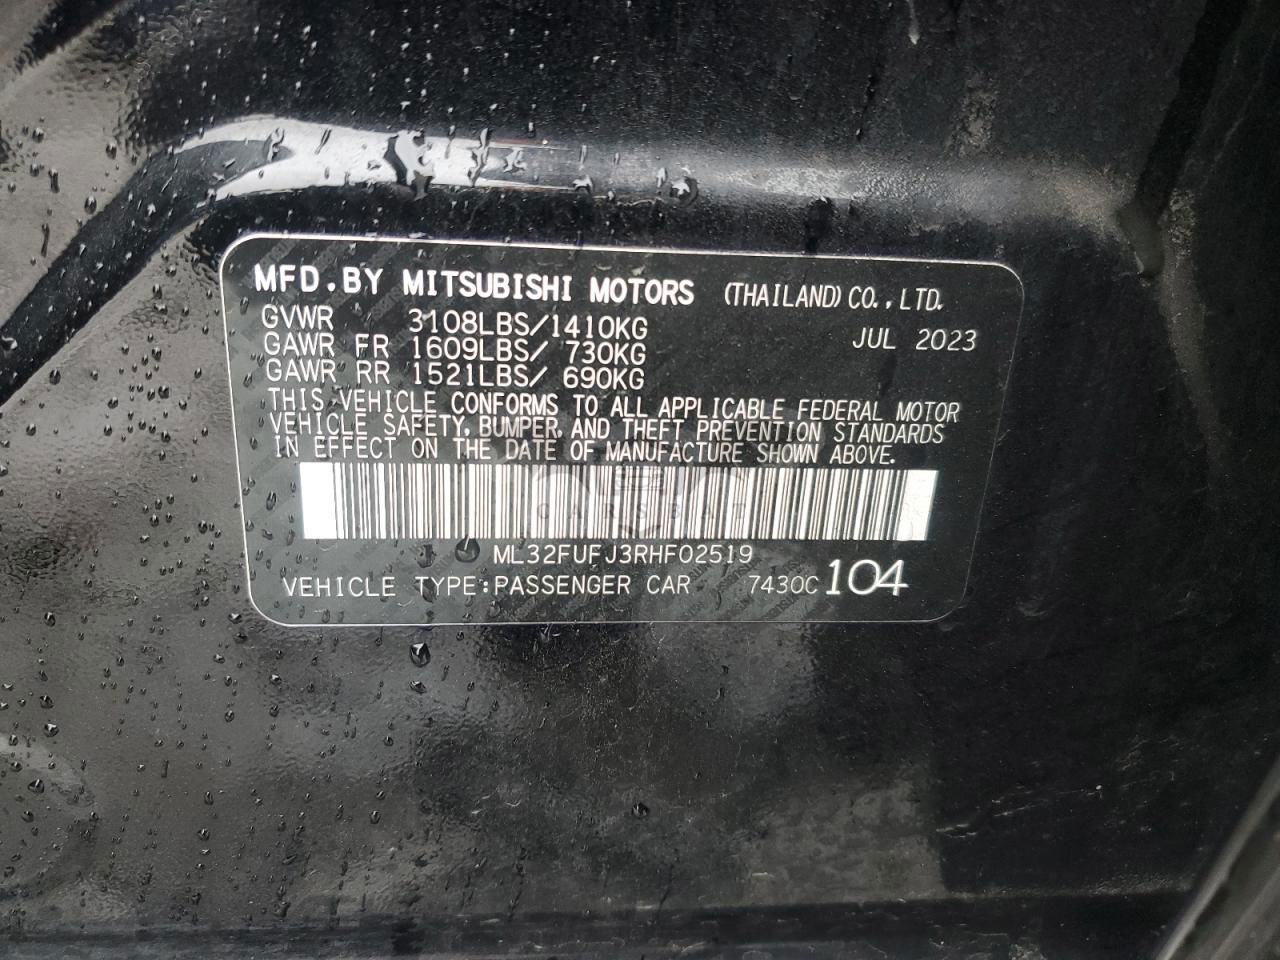 MFD.BY MITSUBISHI MOTORS (THAILAND) CO.,LTD.
GVWR 3108LBS/1410KG JUL 2023
GAWR FR 1609LBS/ 730KG
GAWR RR 1521LBS/ 690KG
THIS VEHICLE CONFORMS TO ALL APPLICABLE FEDERAL MOTOR
VEHICLE SAFETY, BUMPER, AND THEFT PREVENTION STANDARDS
IN EFFECT ON THE DATE OF MANUFACTURE SHOWN ABOVE.
CARSBAT
ML32FUFJ3RHF02519
VEHICLE TYPE:PASSENGER CAR 7430C 104